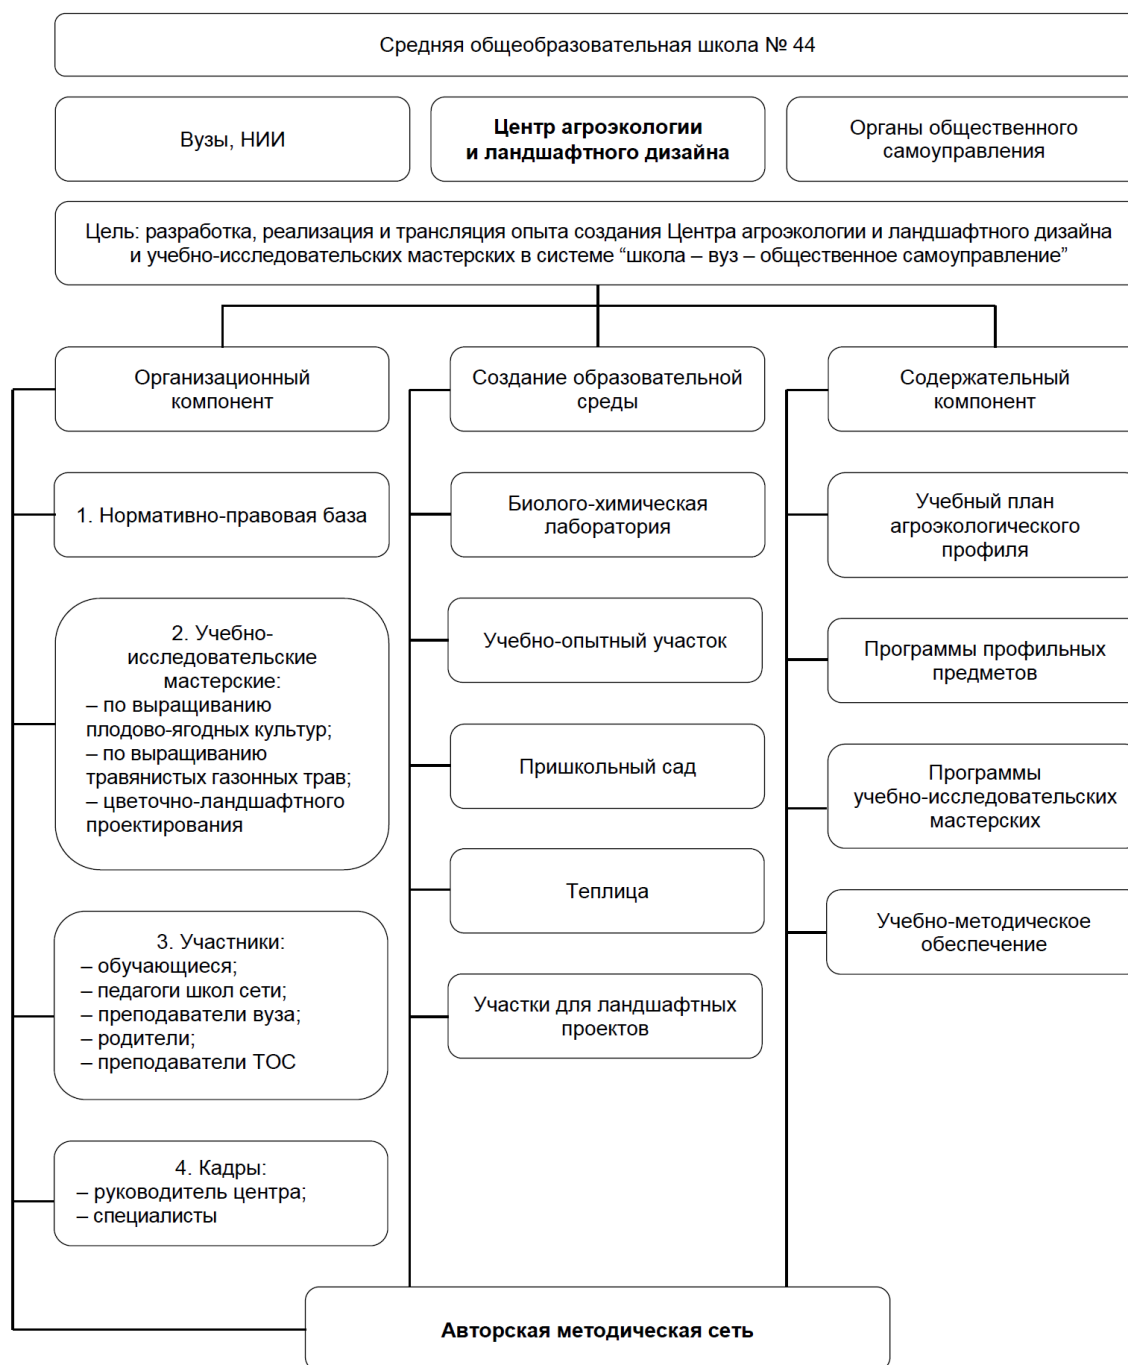 Средняя общеобразовательная школа № 44
Вузы, НИИ
Центр агроэкологии
и ландшафтного дизайна
Органы общественного
самоуправления
Цель: разработка, реализация и трансляция опыта создания Центра агроэкологии и ландшафтного дизайна
и учебно-исследовательских мастерских в системе “школа – вуз – общественное самоуправление”
Организационный
компонент
1. Нормативно-правовая база
2. Учебно-
исследовательские
мастерские:
– по выращиванию
плодово-ягодных культур;
– по выращиванию
травянистых газонных трав;
– цветочно-ландшафтного
проектирования
3. Участники:
– обучающиеся;
– педагоги школ сети;
– преподаватели вуза;
– родители;
– преподаватели ТОС
4. Кадры:
– руководитель центра;
– специалисты
Создание образовательной
среды
Биолого-химическая
лаборатория
Учебно-опытный участок
Пришкольный сад
Теплица
Участки для ландшафтных
проектов
Содержательный
компонент
Учебный план
агроэкологического
профиля
Программы профильных
предметов
Программы
учебно-исследовательских
мастерских
Учебно-методическое
обеспечение
Авторская методическая сеть